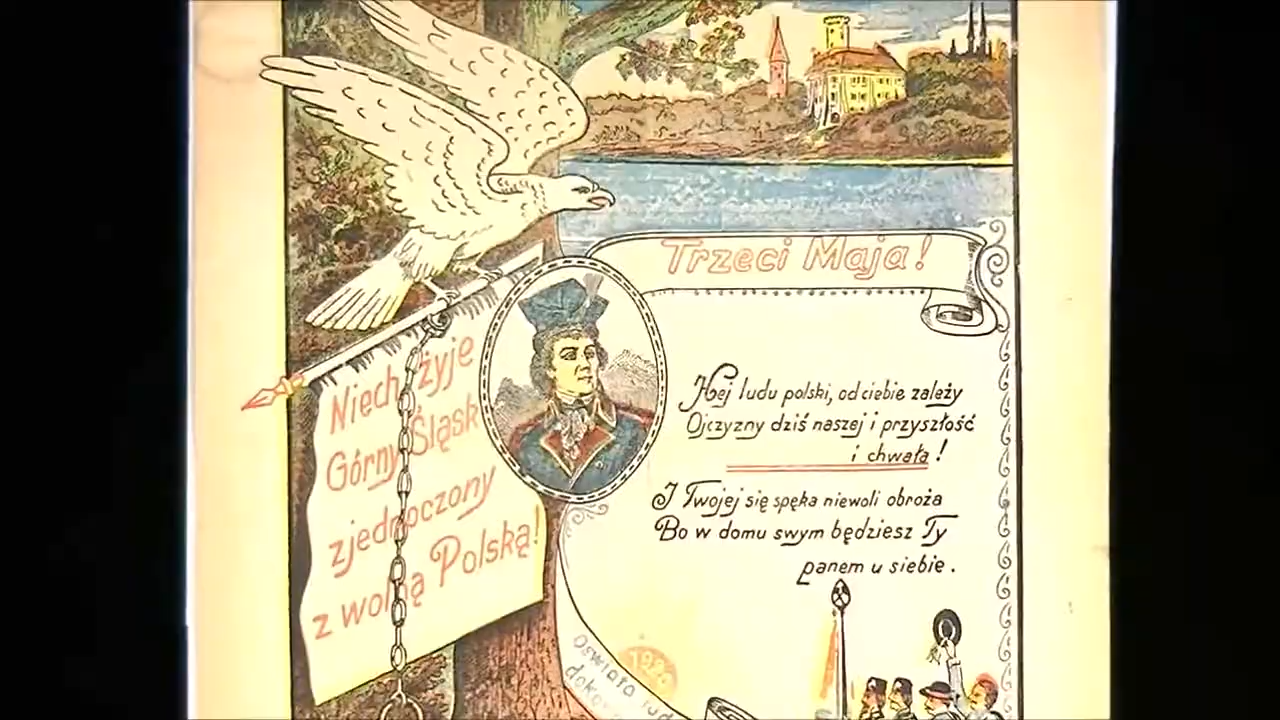 Trzeci Maja!
Niech żyje
Górny Śląsk
zjednoczony
z wolną Polską!
Hej ludu polski, od ciebie zależy
Ojczyzny dziś naszej i przyszłość
i chwała!
I Twojej się spęka niewoli obroża
Bo w domu swym będziesz Ty
panem u siebie.
Oświata